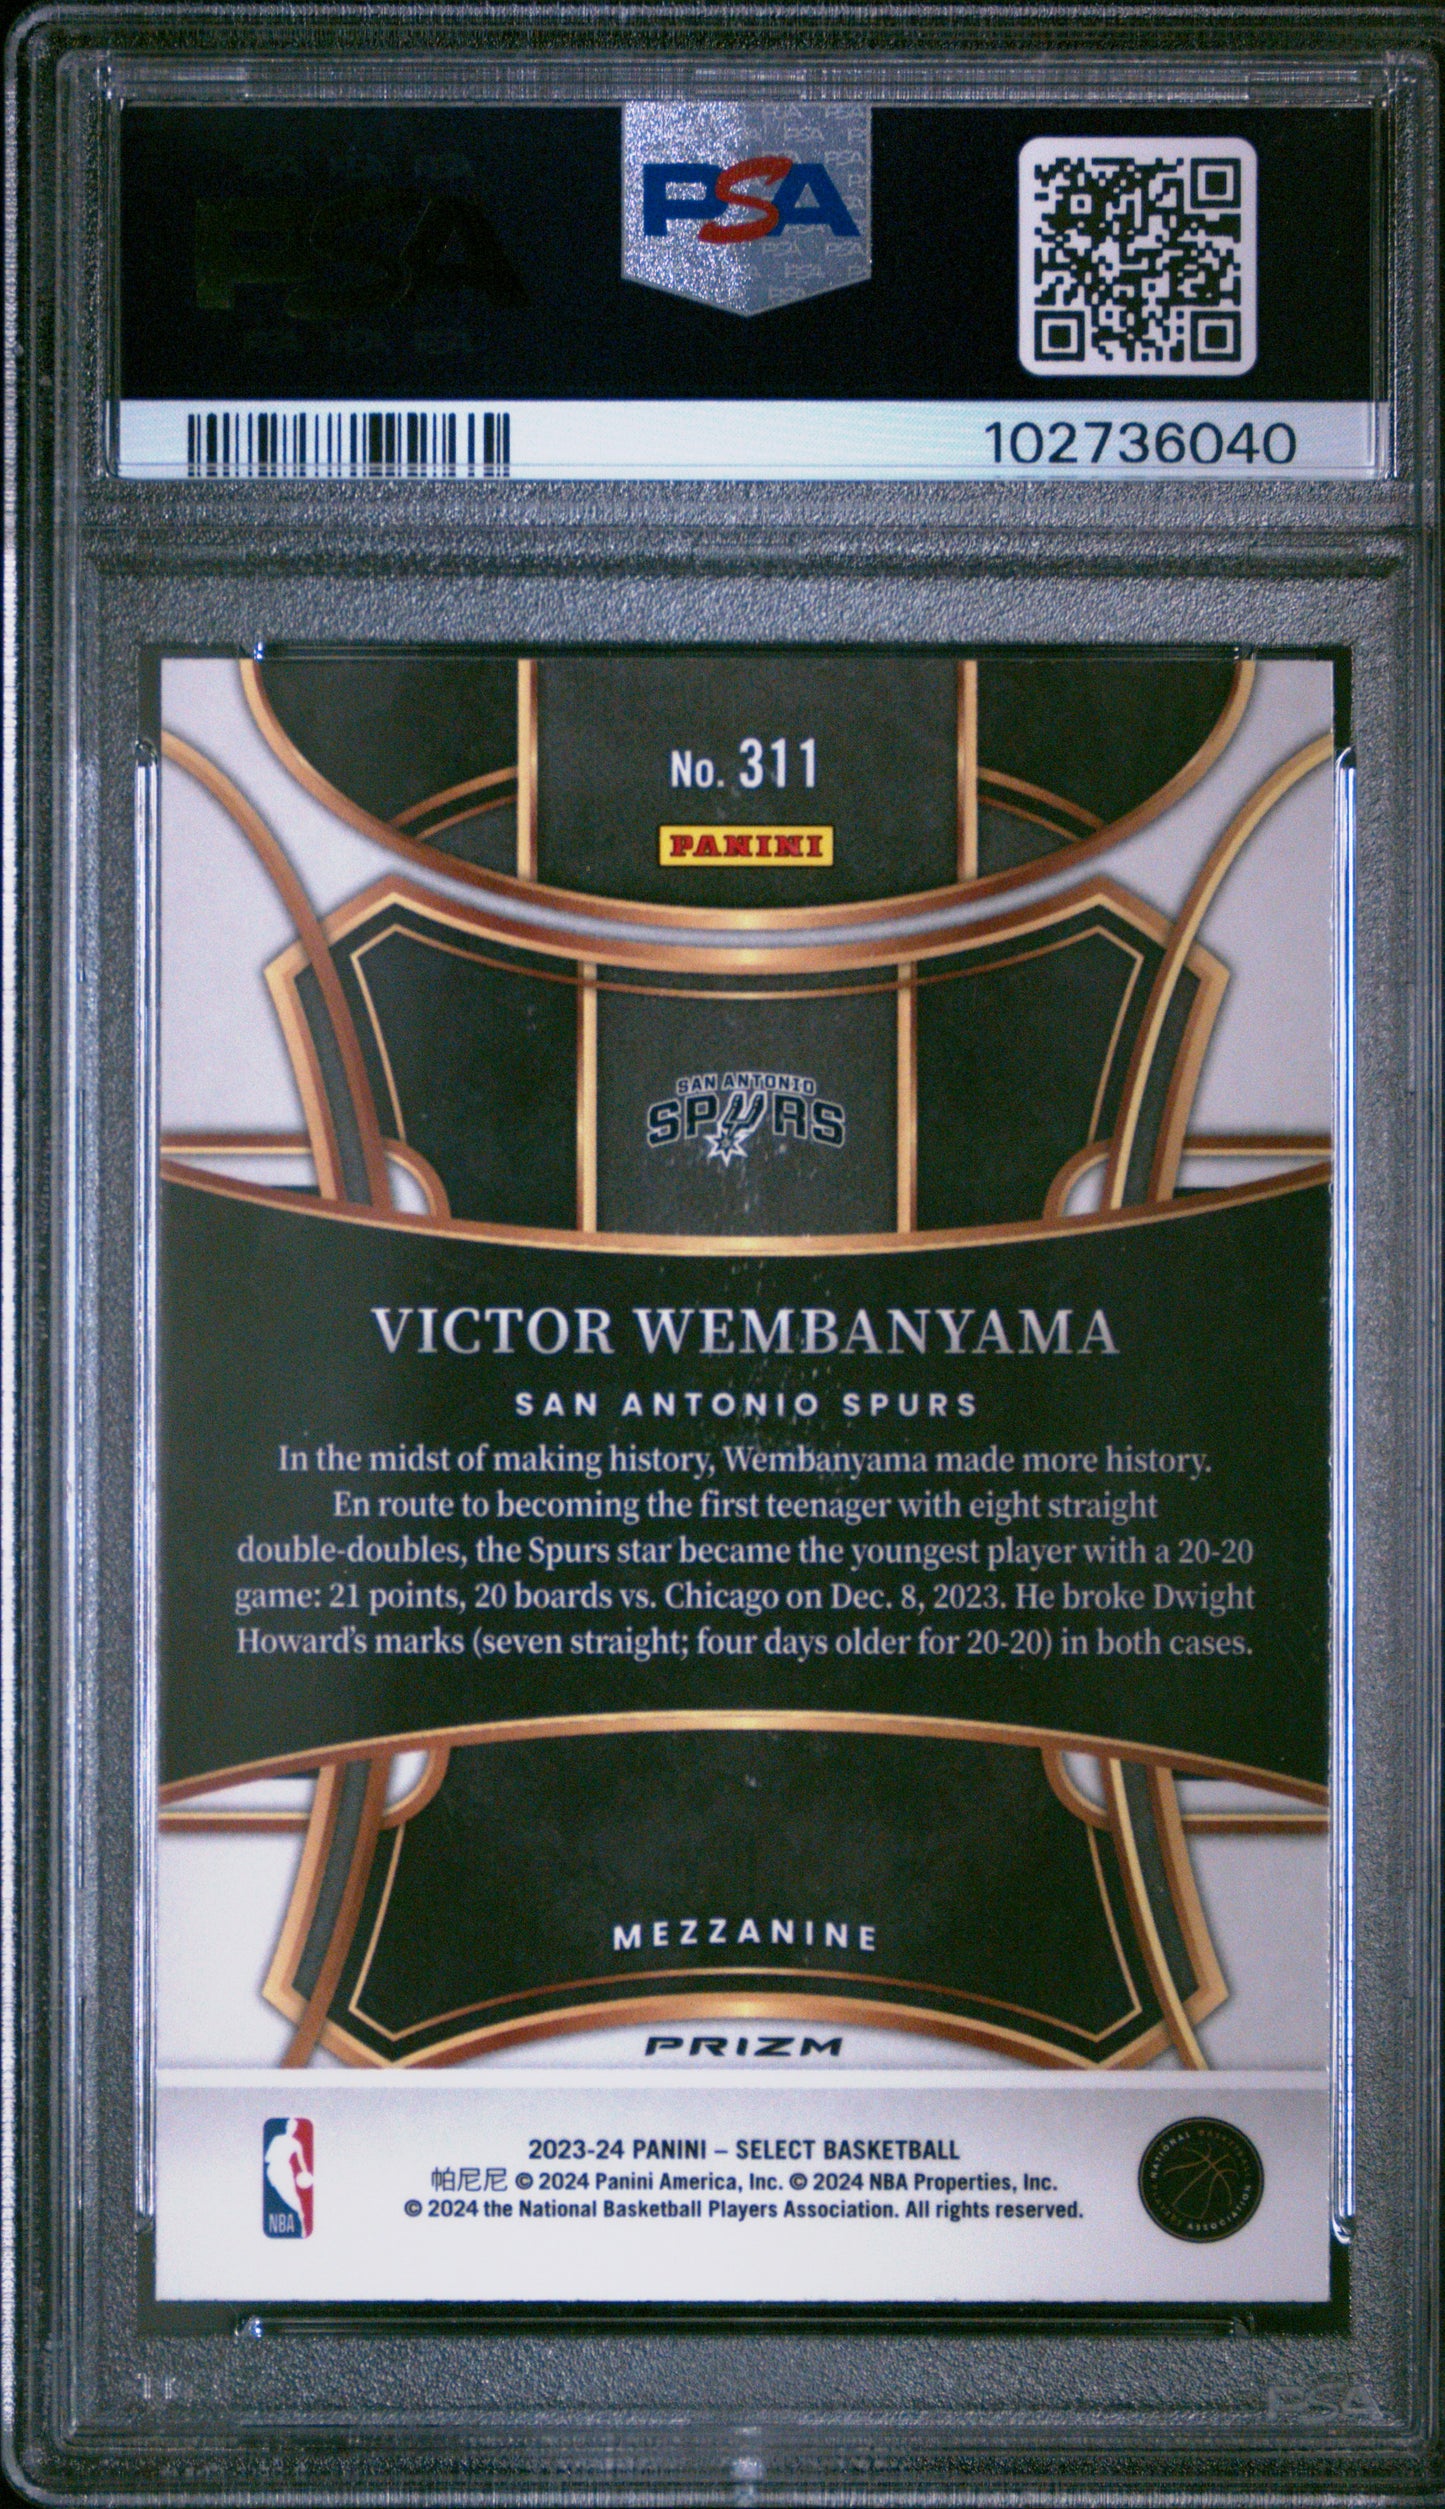 PSA
102736040
No. 311
PANINI
SAN ANTONIO
SPURS
VICTOR WEMBANYAMA
SAN ANTONIO SPURS
In the midst of making history, Wembanyama made more history.
En route to becoming the first teenager with eight straight
double-doubles, the Spurs star became the youngest player with a 20-20
game: 21 points, 20 boards vs. Chicago on Dec. 8, 2023. He broke Dwight
Howard's marks (seven straight; four days older for 20-20) in both cases.
MEZZANINE
PRIZM
2023-24 PANINI – SELECT BASKETBALL
帕尼尼 © 2024 Panini America, Inc. © 2024 NBA Properties, Inc.
© 2024 the National Basketball Players Association. All rights reserved.
NBA
NATIONAL BASKETBALL
PLAYERS ASSOCIATION
PSA